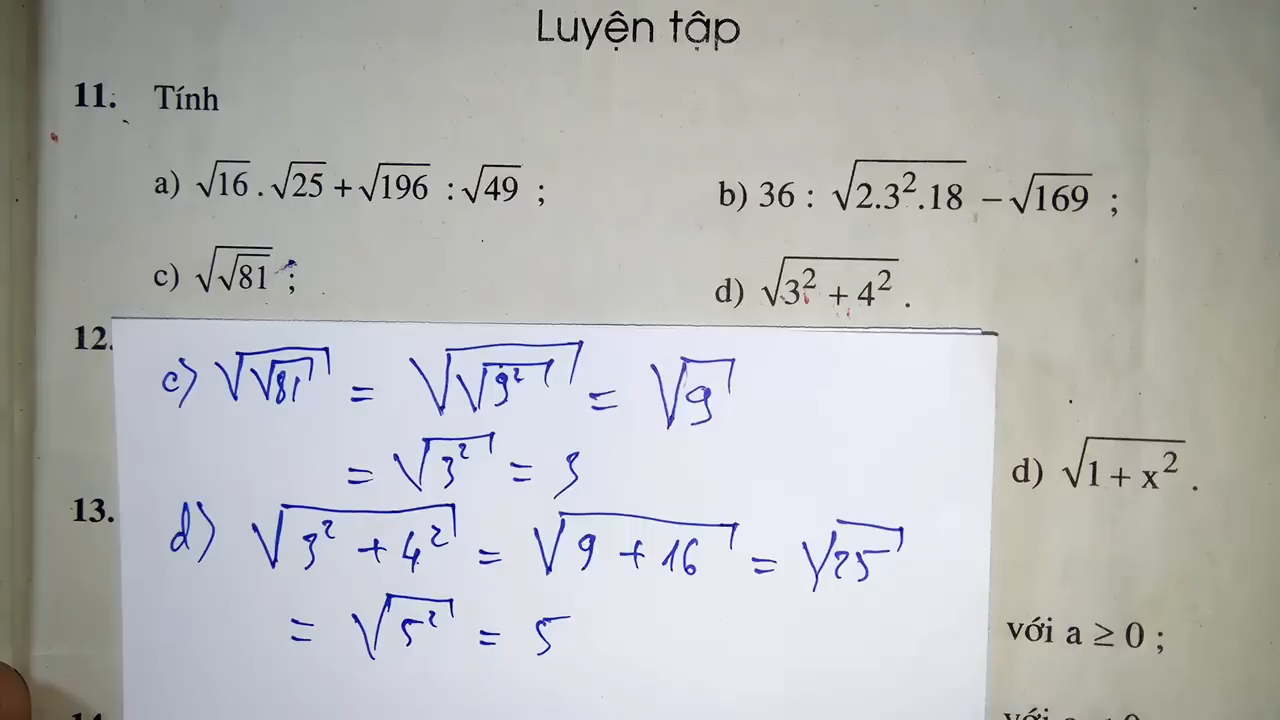 Luyện tập
11. Tính
a) √16 . √25 + √196 : √49 ;
b) 36 : √(2.3².18) − √169 ;
c) √√81 ;
d) √(3² + 4²) .
12.
c) √√81 = √√9² = √9
= √3² = 3
d) √(1 + x²) .
13.
d) √(3² + 4²) = √(9 + 16) = √25
= √5² = 5
với a ≥ 0 ;